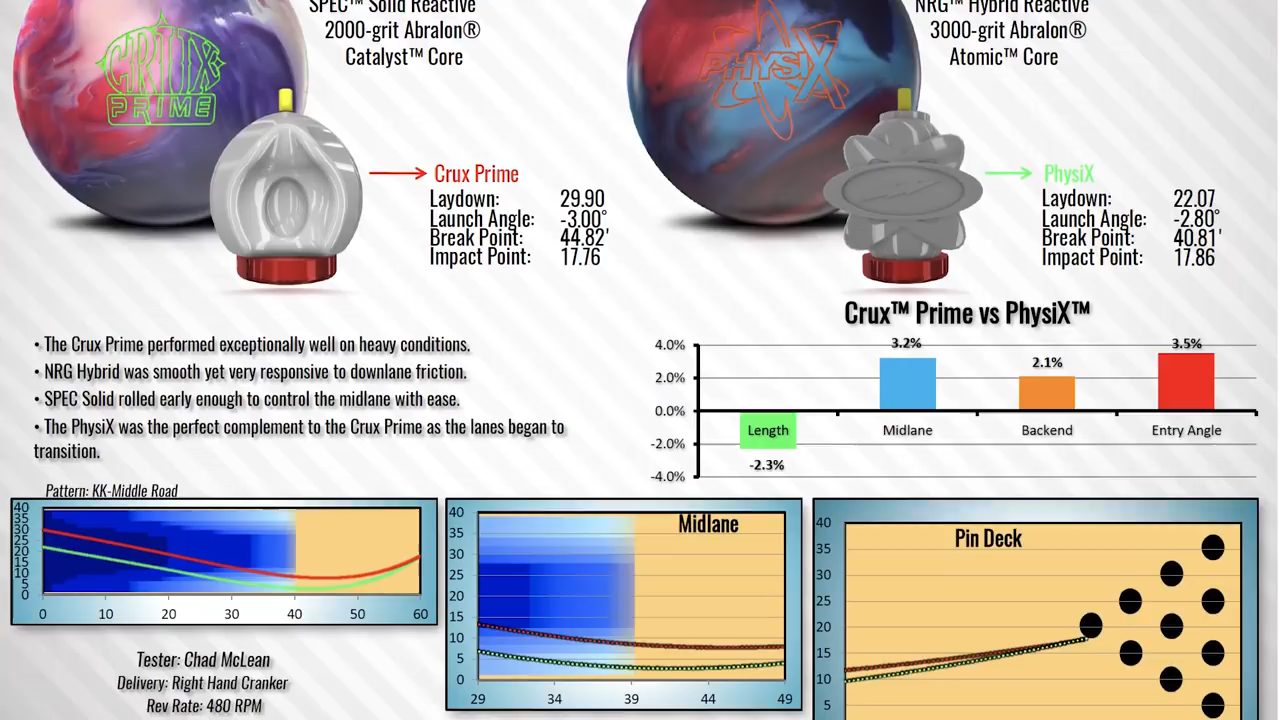 SPEC™ Solid Reactive
2000-grit Abralon®
Catalyst™ Core
NRG™ Hybrid Reactive
3000-grit Abralon®
Atomic™ Core
CRUX
PRIME
PHYSIX
Crux Prime
Laydown: 29.90
Launch Angle: -3.00°
Break Point: 44.82'
Impact Point: 17.76
PhysiX
Laydown: 22.07
Launch Angle: -2.80°
Break Point: 40.81'
Impact Point: 17.86
• The Crux Prime performed exceptionally well on heavy conditions.
• NRG Hybrid was smooth yet very responsive to downlane friction.
• SPEC Solid rolled early enough to control the midlane with ease.
• The PhysiX was the perfect complement to the Crux Prime as the lanes began to
transition.
Crux™ Prime vs PhysiX™
4.0%
2.0%
0.0%
-2.0%
-4.0%
3.2%
2.1%
3.5%
Length Midlane Backend Entry Angle
-2.3%
Pattern: KK-Middle Road
40
35
30
25
20
15
10
5
0
0 10 20 30 40 50 60
Midlane
40
35
30
25
20
15
10
5
0
29 34 39 44 49
Pin Deck
40
35
30
25
20
15
10
5
Tester: Chad McLean
Delivery: Right Hand Cranker
Rev Rate: 480 RPM